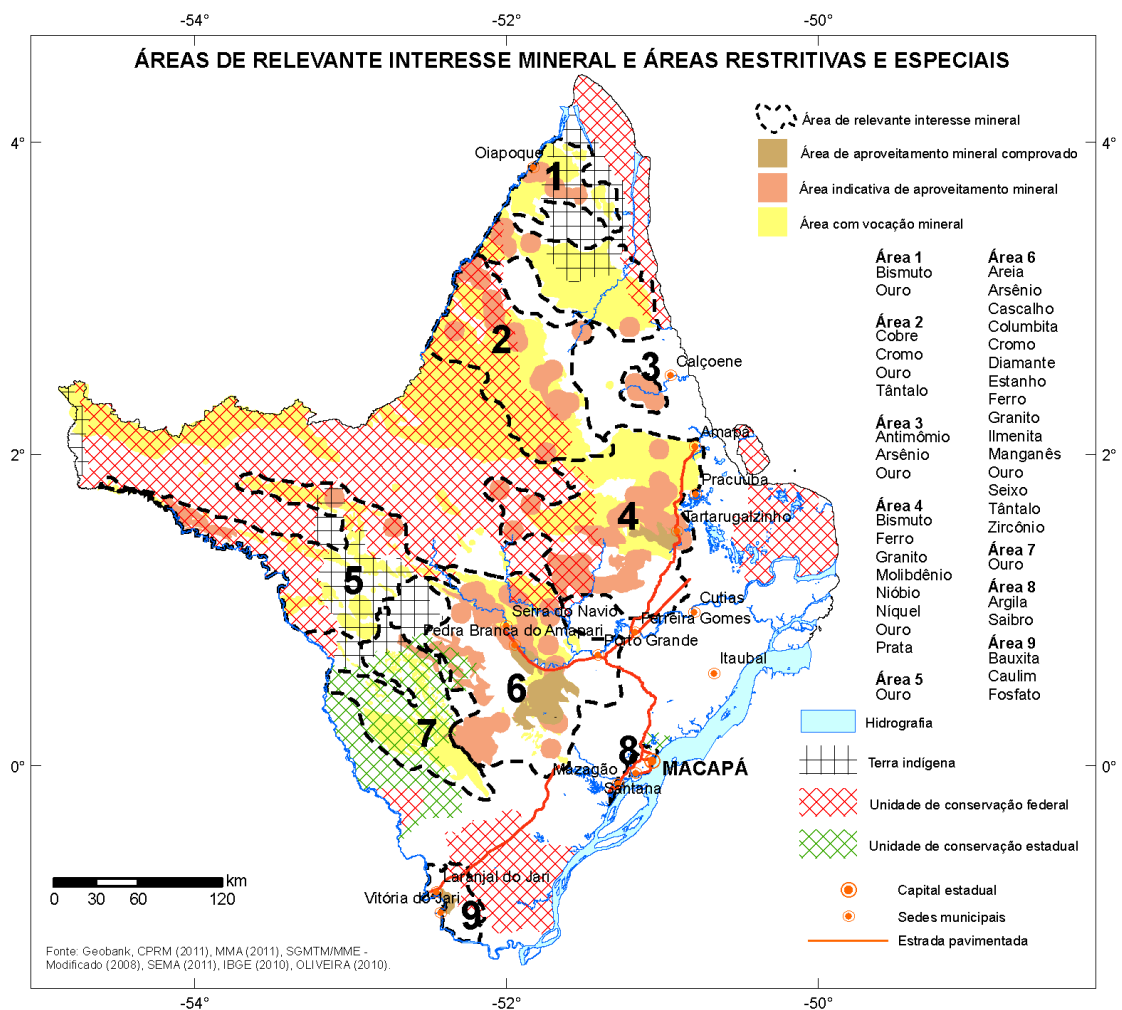 -54°
-52°
-50°
ÁREAS DE RELEVANTE INTERESSE MINERAL E ÁREAS RESTRITIVAS E ESPECIAIS
4°
4°
2°
2°
0°
0°
Área de relevante interesse mineral
Área de aproveitamento mineral comprovado
Área indicativa de aproveitamento mineral
Área com vocação mineral
Área 1
Bismuto
Ouro
Área 2
Cobre
Cromo
Ouro
Tântalo
Área 3
Antimômio
Arsênio
Ouro
Área 4
Bismuto
Ferro
Granito
Molibdênio
Nióbio
Níquel
Ouro
Prata
Área 5
Ouro
Área 6
Areia
Arsênio
Cascalho
Columbita
Cromo
Diamante
Estanho
Ferro
Granito
Ilmenita
Manganês
Ouro
Seixo
Tântalo
Zircônio
Área 7
Ouro
Área 8
Argila
Saibro
Área 9
Bauxita
Caulim
Fosfato
Hidrografia
Terra indígena
Unidade de conservação federal
Unidade de conservação estadual
Capital estadual
Sedes municipais
Estrada pavimentada
Oiapoque
1
2
3
Calçoene
Amapá
Pracuúba
4
Tartarugalzinho
5
Cutias
Serra do Navio
Ferreira Gomes
Pedra Branca do Amapari
Porto Grande
Itaubal
6
7
8
MACAPÁ
Mazagão
Santana
Laranjal do Jari
Vitória do Jari
9
km
0 30 60 120
Fonte: Geobank, CPRM (2011), MMA (2011), SGMTM/MME -
Modificado (2008), SEMA (2011), IBGE (2010), OLIVEIRA (2010).
-54°
-52°
-50°